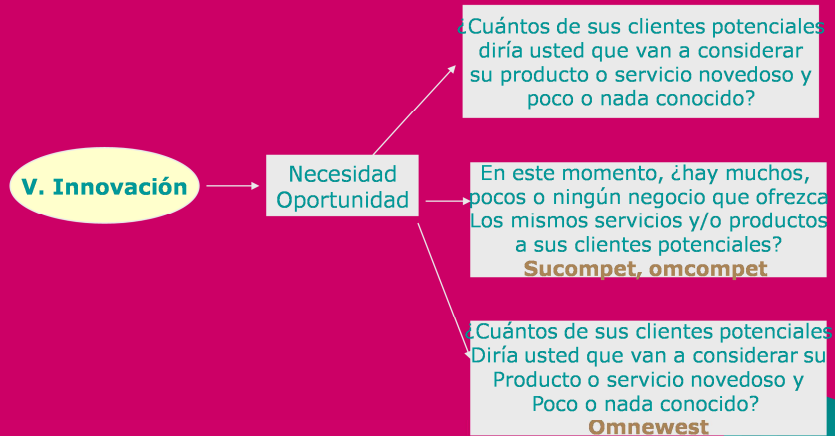 ¿Cuántos de sus clientes potenciales
diría usted que van a considerar
su producto o servicio novedoso y
poco o nada conocido?
V. Innovación
Necesidad
Oportunidad
En este momento, ¿hay muchos,
pocos o ningún negocio que ofrezca
Los mismos servicios y/o productos
a sus clientes potenciales?
Sucompet, omcompet
¿Cuántos de sus clientes potenciales
Diría usted que van a considerar su
Producto o servicio novedoso y
Poco o nada conocido?
Omnewest